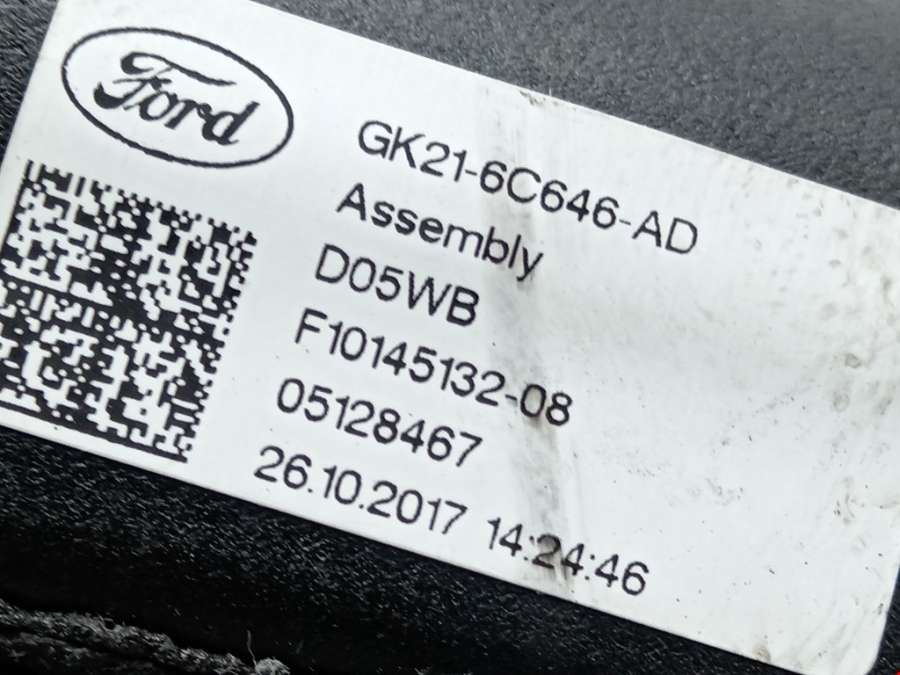 Ford
GK21-6C646-AD
Assembly
D05WB
F10145132-08
05128467
26.10.2017 14:24:46